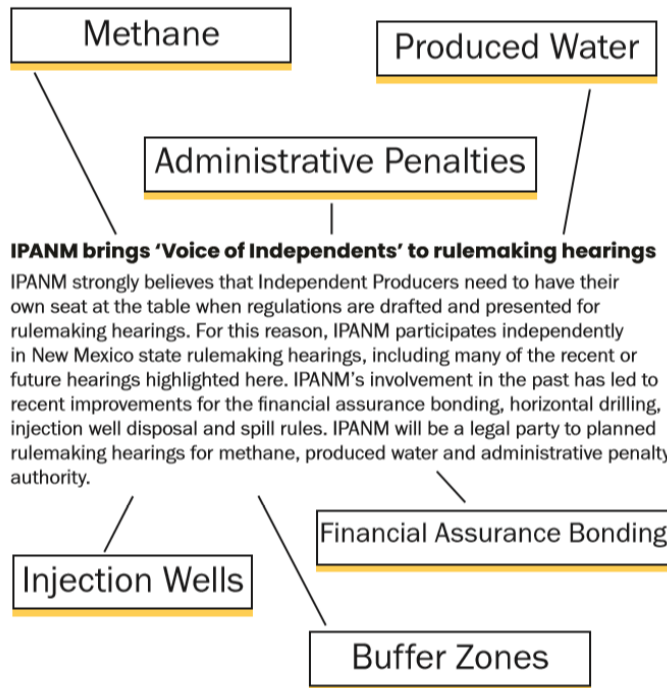 Methane
Produced Water
Administrative Penalties
IPANM brings ‘Voice of Independents’ to rulemaking hearings
IPANM strongly believes that Independent Producers need to have their
own seat at the table when regulations are drafted and presented for
rulemaking hearings. For this reason, IPANM participates independently
in New Mexico state rulemaking hearings, including many of the recent or
future hearings highlighted here. IPANM’s involvement in the past has led to
recent improvements for the financial assurance bonding, horizontal drilling,
injection well disposal and spill rules. IPANM will be a legal party to planned
rulemaking hearings for methane, produced water and administrative penalty
authority.
Financial Assurance Bonding
Injection Wells
Buffer Zones